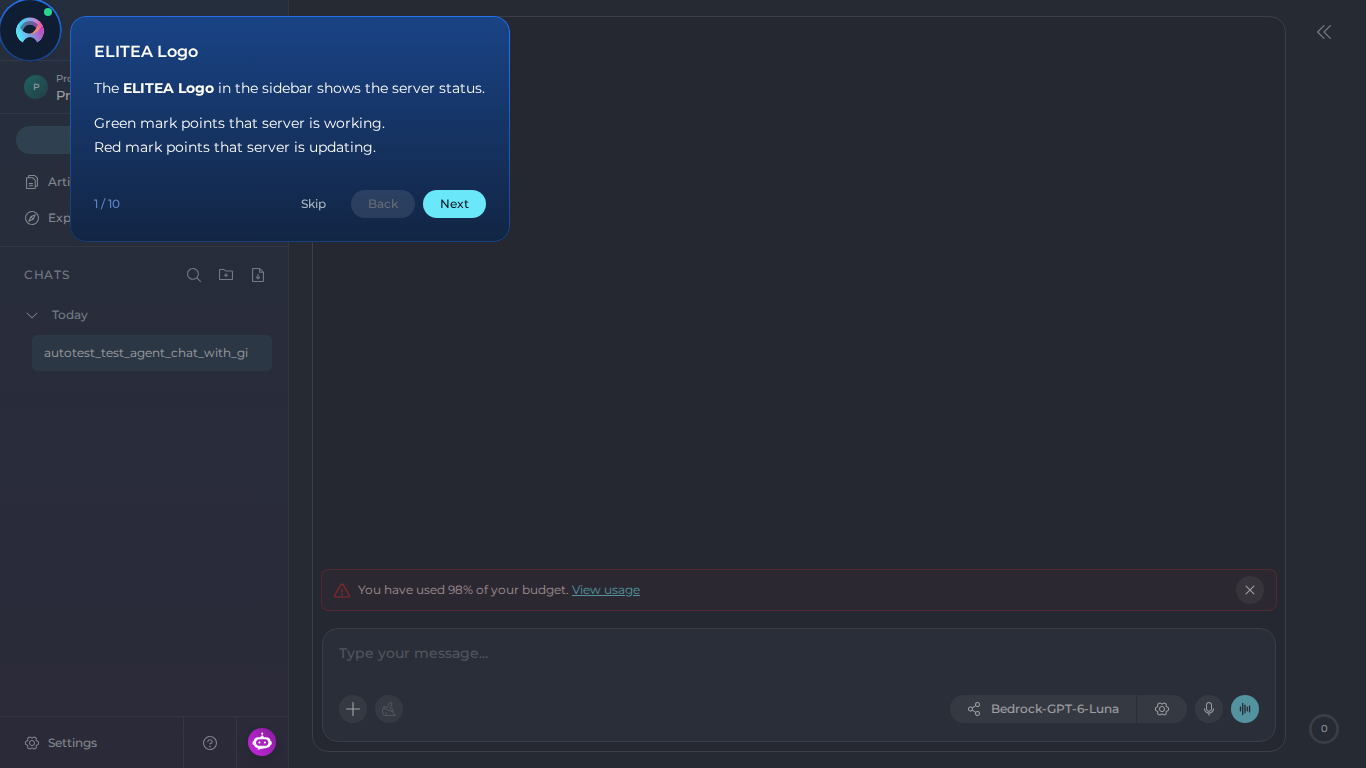 ELITEA Logo
The ELITEA Logo in the sidebar shows the server status.
Green mark points that server is working.
Red mark points that server is updating.
1 / 10
Skip
Back
Next
P
CHATS
Today
autotest_test_agent_chat_with_gi
You have used 98% of your budget. View usage
Type your message...
Bedrock-GPT-6-Luna
Settings
0